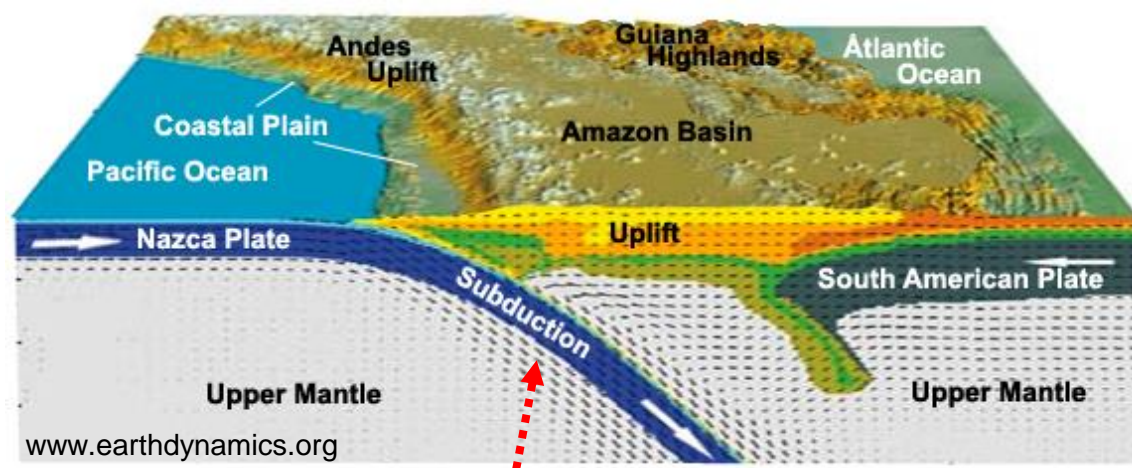 Andes
Uplift
Guiana
Highlands
Atlantic
Ocean
Coastal Plain
Pacific Ocean
Amazon Basin
Nazca Plate
Uplift
South American Plate
Subduction
Upper Mantle
Upper Mantle
www.earthdynamics.org